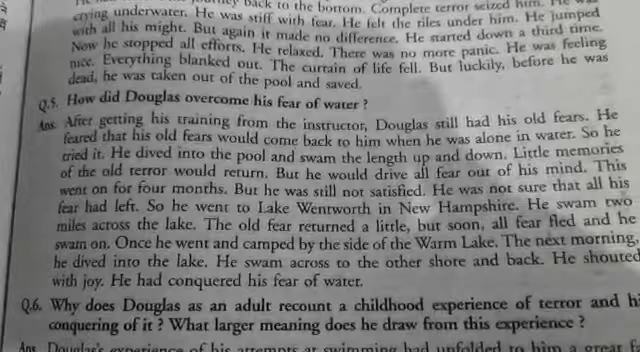 back to the bottom. Complete terror seized him. He was
crying underwater. He was stiff with fear. He felt the tiles under him. He jumped
with all his might. But again it made no difference. He started down a third time.
Now he stopped all efforts. He relaxed. There was no more panic. He was feeling
nice. Everything blanked out. The curtain of life fell. But luckily, before he was
dead, he was taken out of the pool and saved.
Q.5. How did Douglas overcome his fear of water ?
Ans. After getting his training from the instructor, Douglas still had his old fears. He
feared that his old fears would come back to him when he was alone in water. So he
tried it. He dived into the pool and swam the length up and down. Little memories
of the old terror would return. But he would drive all fear out of his mind. This
went on for four months. But he was still not satisfied. He was not sure that all his
fear had left. So he went to Lake Wentworth in New Hampshire. He swam two
miles across the lake. The old fear returned a little, but soon, all fear fled and he
swam on. Once he went and camped by the side of the Warm Lake. The next morning,
he dived into the lake. He swam across to the other shore and back. He shouted
with joy. He had conquered his fear of water.
Q.6. Why does Douglas as an adult recount a childhood experience of terror and hi
conquering of it ? What larger meaning does he draw from this experience ?
Ans. Douglas's experience of his attempts at swimming had unfolded to him a great